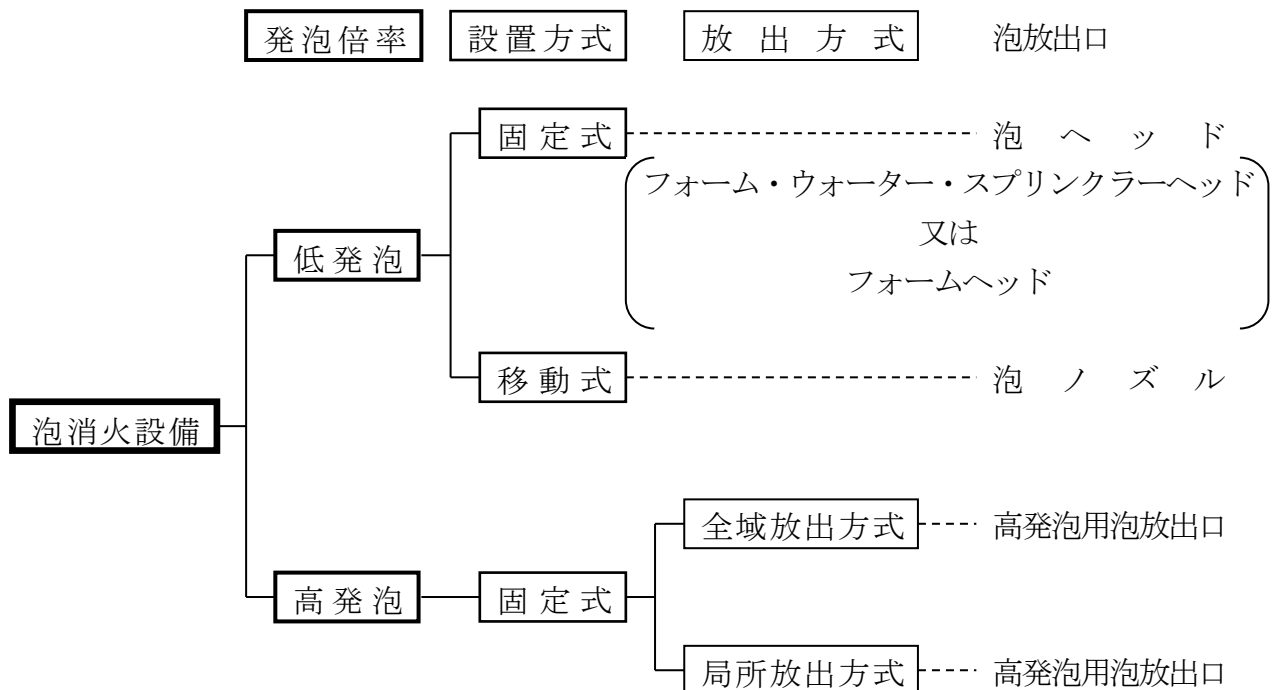 発泡倍率 設置方式 放出方式 泡放出口
固定式 泡ヘッド
フォーム・ウォーター・スプリンクラーヘッド
又は
フォームヘッド
低発泡
移動式 泡ノズル
泡消火設備
全域放出方式 高発泡用泡放出口
高発泡 固定式
局所放出方式 高発泡用泡放出口